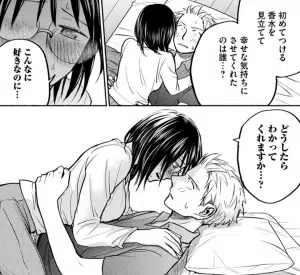 初めてつける
香水を
見立てて
幸せな気持ちに
させてくれた
のは誰…?
こんなに
好きなのに…
どうしたら
わかって
くれますか…?